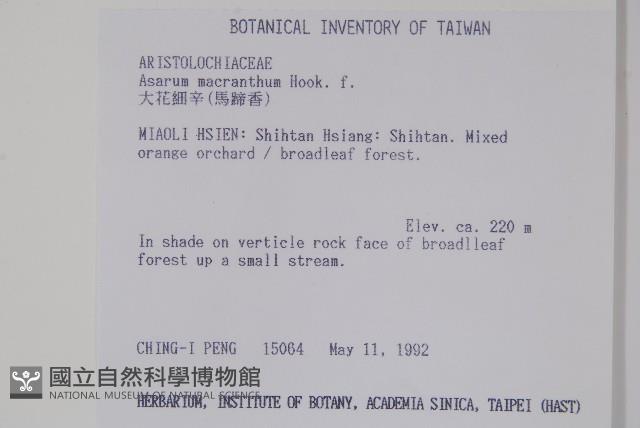 BOTANICAL INVENTORY OF TAIWAN
ARISTOLOCHIACEAE
Asarum macranthum Hook. f.
大花細辛(馬蹄香)
MIAOLI HSIEN: Shihtan Hsiang: Shihtan. Mixed
orange orchard / broadleaf forest.
Elev. ca. 220 m
In shade on verticle rock face of broadlleaf
forest up a small stream.
CHING-I PENG 15064 May 11, 1992
國立自然科學博物館
NATIONAL MUSEUM OF NATURAL SCIENCE
HERBARIUM, INSTITUTE OF BOTANY, ACADEMIA SINICA, TAIPEI (HAST)